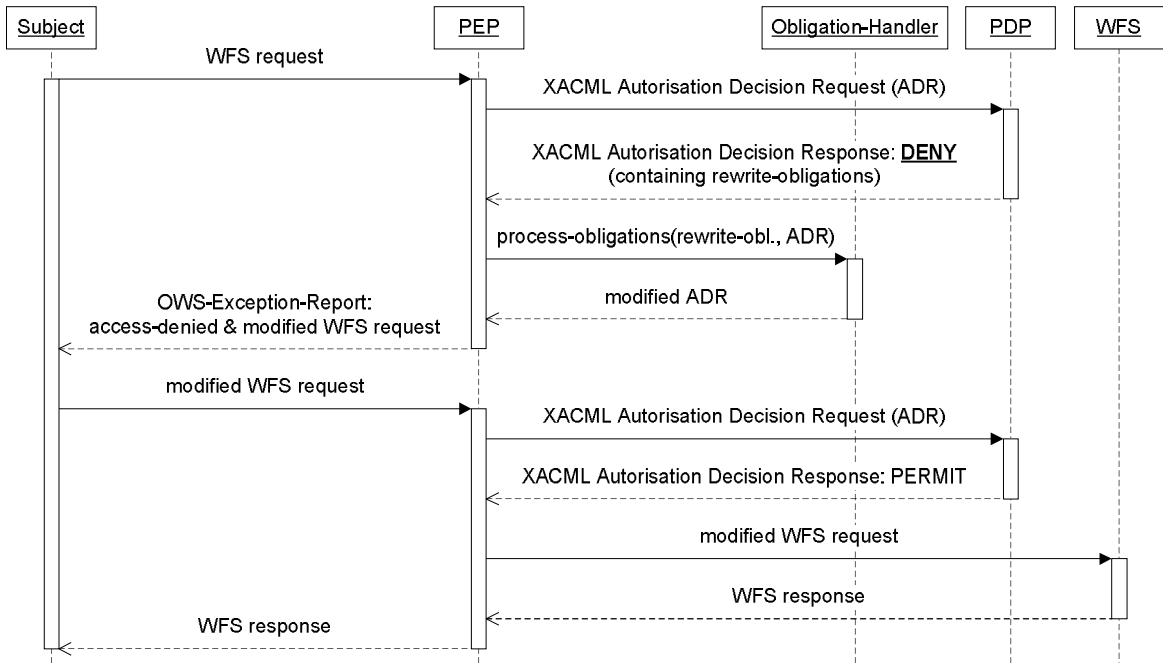 Subject
PEP
Obligation-Handler
PDP
WFS
WFS request
XACML Autorisation Decision Request (ADR)
XACML Autorisation Decision Response: DENY
(containing rewrite-obligations)
process-obligations(rewrite-obl., ADR)
modified ADR
OWS-Exception-Report:
access-denied & modified WFS request
modified WFS request
XACML Autorisation Decision Request (ADR)
XACML Autorisation Decision Response: PERMIT
modified WFS request
WFS response
WFS response